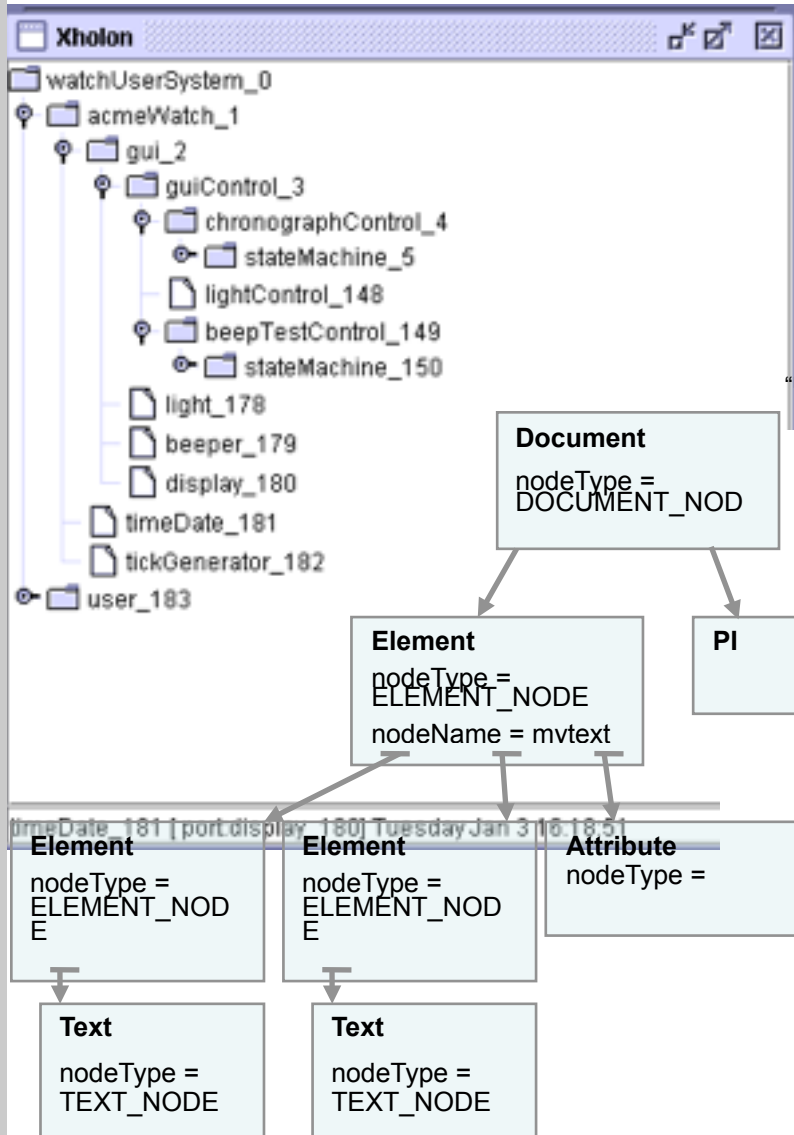 Xholon
watchUserSystem_0
acmeWatch_1
gui_2
guiControl_3
chronographControl_4
stateMachine_5
lightControl_148
beepTestControl_149
stateMachine_150
light_178
beeper_179
display_180
timeDate_181
tickGenerator_182
user_183
“
Document
nodeType =
DOCUMENT_NOD
Element
nodeType =
ELEMENT_NODE
nodeName = mytext
PI
timeDate_181 [ port:display_180] Tuesday Jan 3 16:18:51
Element
nodeType =
ELEMENT_NOD
E
Element
nodeType =
ELEMENT_NOD
E
Attribute
nodeType =
Text
nodeType =
TEXT_NODE
Text
nodeType =
TEXT_NODE